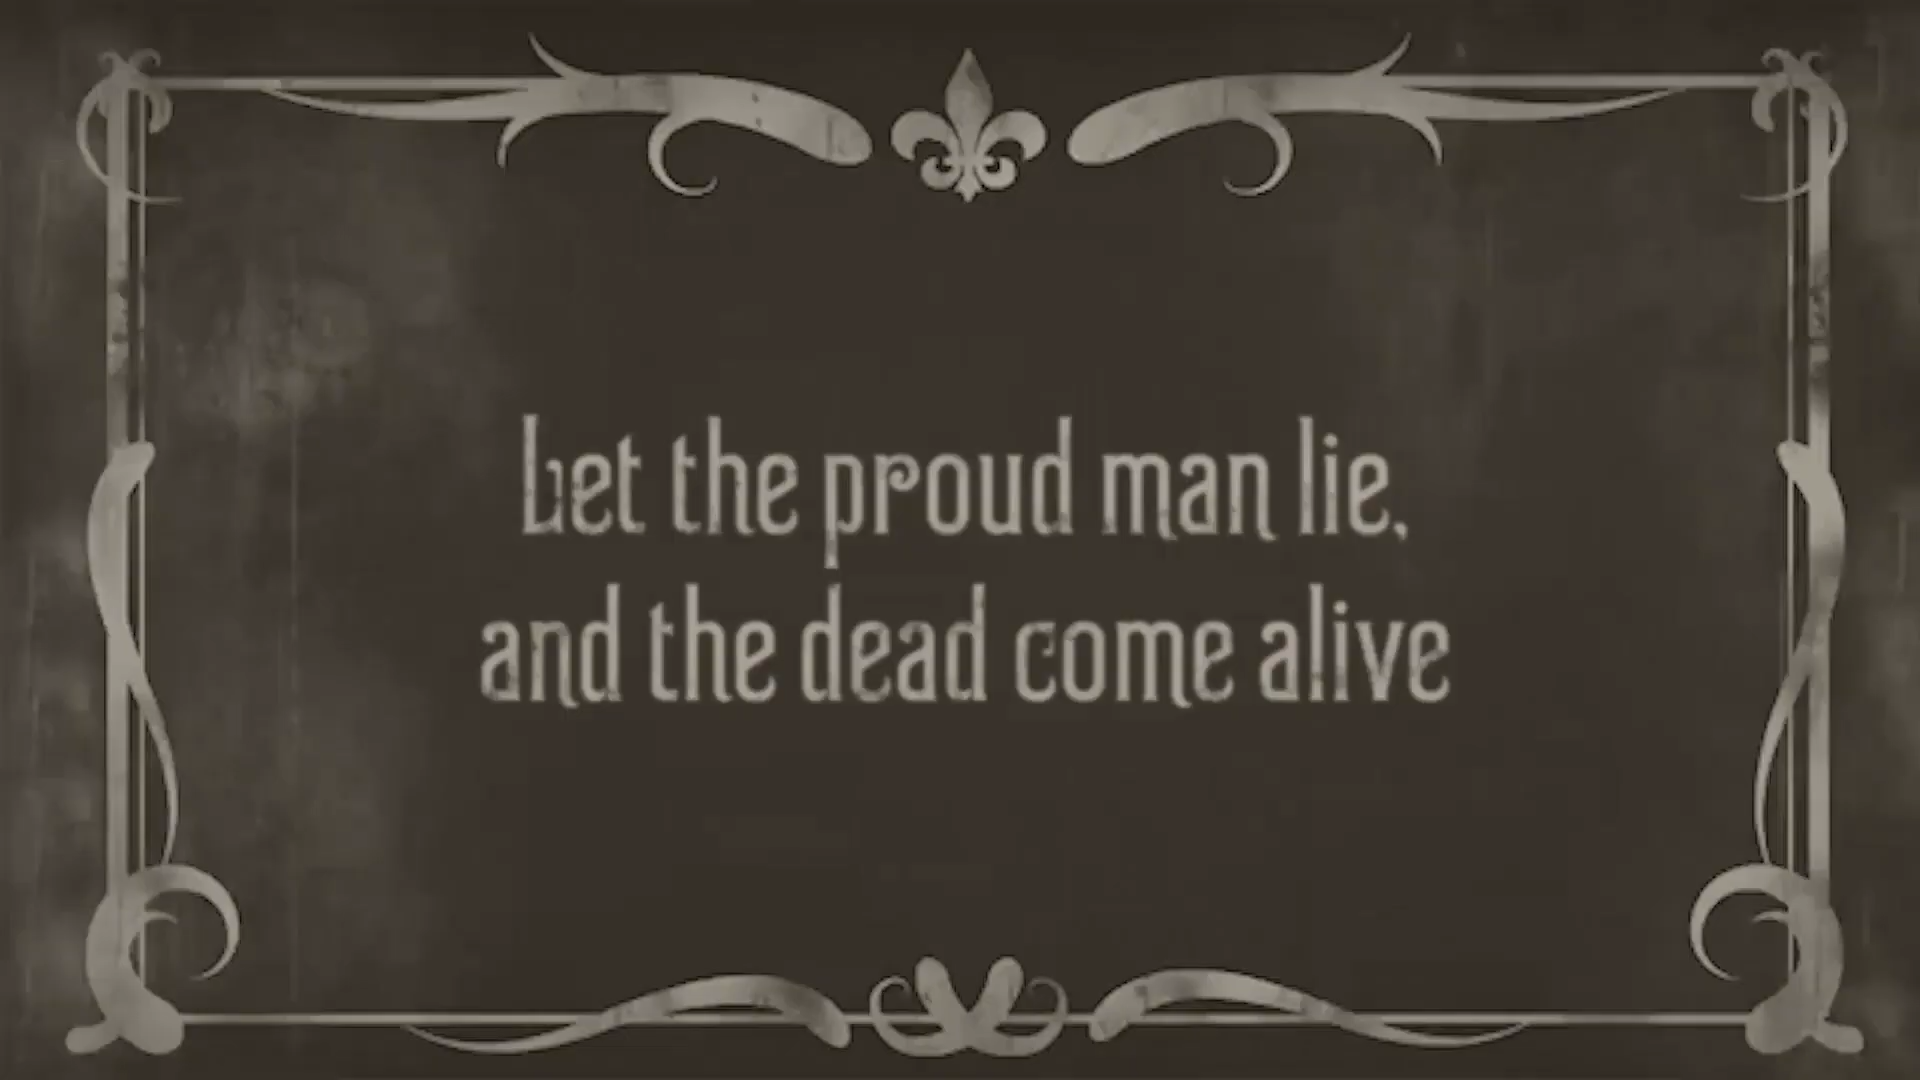 Let the proud man lie,
and the dead come alive